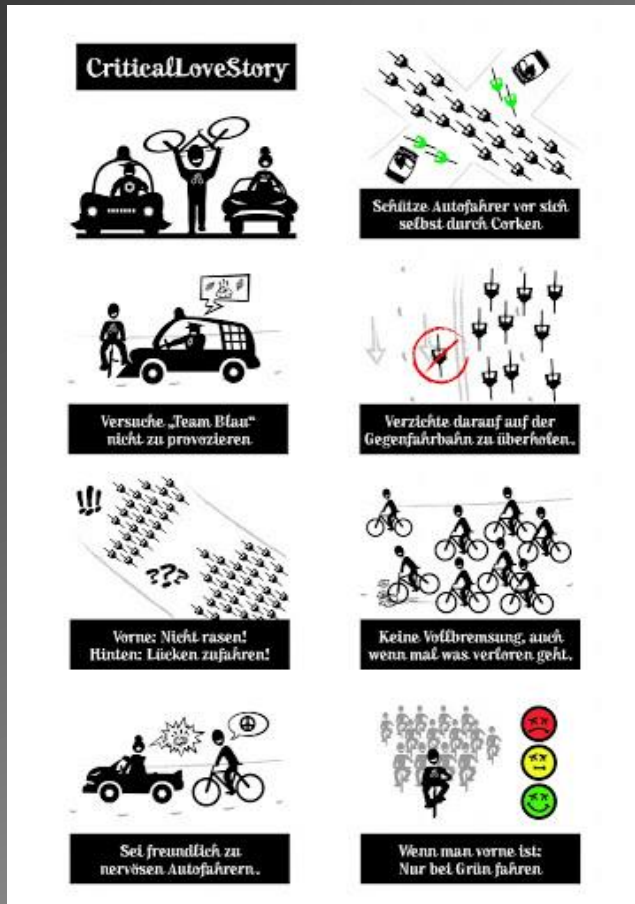 CriticalLoveStory
Schütze Autofahrer vor sich
selbst durch Corken
Versuche „Team Blau“
nicht zu provozieren
Verzichte darauf auf der
Gegenfahrbahn zu überholen.
!!!
???
Vorne: Nicht rasen!
Hinten: Lücken zufahren!
Keine Vollbremsung, auch
wenn mal was verloren geht.
Sei freundlich zu
nervösen Autofahrern.
Wenn man vorne ist:
Nur bei Grün fahren